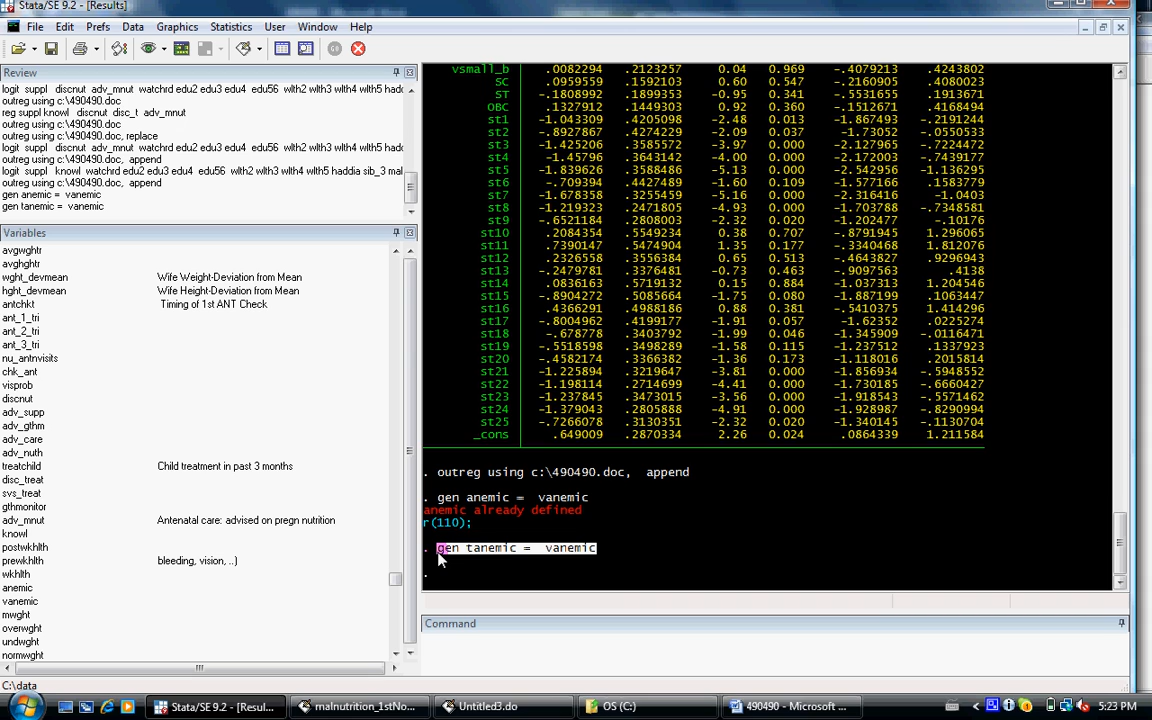 Stata/SE 9.2 - [Results]
File Edit Prefs Data Graphics Statistics User Window Help
Review
logit suppl discnut adv_mnut watchrd edu2 edu3 edu4 edu56 wlth2 wlth3 wlth4 wlth5 hadd
outreg using c:\490490.doc
reg suppl knowl discnut disc_t adv_mnut
outreg using c:\490490.doc
outreg using c:\490490.doc, replace
logit suppl discnut adv_mnut watchrd edu2 edu3 edu4 edu56 wlth2 wlth3 wlth4 wlth5 hadd
outreg using c:\490490.doc, append
logit suppl knowl watchrd edu2 edu3 edu4 edu56 wlth2 wlth3 wlth4 wlth5 haddia sib_3 mal
outreg using c:\490490.doc, append
gen anemic = vanemic
gen tanemic = vanemic
Variables
avgwghtr
avghghtr
wght_devmean Wife Weight-Deviation from Mean
hght_devmean Wife Height-Deviation from Mean
antchkt Timing of 1st ANT Check
ant_1_tri
ant_2_tri
ant_3_tri
nu_antnvisits
chk_ant
visprob
discnut
adv_supp
adv_gthm
adv_care
adv_nuth
treatchild Child treatment in past 3 months
disc_treat
svs_treat
gthmonitor
adv_mnut Antenatal care: advised on pregn nutrition
knowl
postwkhlth
prewkhlth bleeding, vision, ..)
wkhlth
anemic
vanemic
mwght
overwght
undwght
normwght
vsmall_b .0082294 .2123257 0.04 0.969 -.4079213 .4243802
SC .0959559 .1592103 0.60 0.547 -.2160905 .4080023
ST -.1808992 .1899353 -0.95 0.341 -.5531655 .1913671
OBC .1327912 .1449303 0.92 0.360 -.1512671 .4168494
st1 -1.043309 .4205098 -2.48 0.013 -1.867493 -.2191244
st2 -.8927867 .4274229 -2.09 0.037 -1.73052 -.0550533
st3 -1.425206 .3585572 -3.97 0.000 -2.127965 -.7224472
st4 -1.45796 .3643142 -4.00 0.000 -2.172003 -.7439177
st5 -1.839626 .3588486 -5.13 0.000 -2.542956 -1.136295
st6 -.709394 .4427489 -1.60 0.109 -1.577166 .1583779
st7 -1.678358 .3255459 -5.16 0.000 -2.316416 -1.0403
st8 -1.219323 .2471805 -4.93 0.000 -1.703788 -.7348581
st9 -.6521184 .2808003 -2.32 0.020 -1.202477 -.10176
st10 .2084354 .5549234 0.38 0.707 -.8791945 1.296065
st11 .7390147 .5474904 1.35 0.177 -.3340468 1.812076
st12 .2326558 .3556384 0.65 0.513 -.4643827 .9296943
st13 -.2479781 .3376481 -0.73 0.463 -.9097563 .4138
st14 .0836163 .5719132 0.15 0.884 -1.037313 1.204546
st15 -.8904272 .5085664 -1.75 0.080 -1.887199 .1063447
st16 .4366291 .4988186 0.88 0.381 -.5410375 1.414296
st17 -.8004962 .4199177 -1.91 0.057 -1.62352 .0225274
st18 -.678778 .3403792 -1.99 0.046 -1.345909 -.0116471
st19 -.5518598 .3498289 -1.58 0.115 -1.237512 .1337923
st20 -.4582174 .3366382 -1.36 0.173 -1.118016 .2015814
st21 -1.225894 .3219647 -3.81 0.000 -1.856934 -.5948552
st22 -1.198114 .2714699 -4.41 0.000 -1.730185 -.6660427
st23 -1.237845 .3473015 -3.56 0.000 -1.918543 -.5571462
st24 -1.379043 .2805888 -4.91 0.000 -1.928987 -.8290994
st25 -.7266078 .3130351 -2.32 0.020 -1.340145 -.1130704
_cons .649009 .2870334 2.26 0.024 .0864339 1.211584
. outreg using c:\490490.doc, append
. gen anemic = vanemic
anemic already defined
r(110);
. gen tanemic = vanemic
.
Command
C:\data
Stata/SE 9.2 - [Resul... malnutrition_1stNo... Untitled3.do OS (C:) 490490 - Microsoft ... 5:23 PM